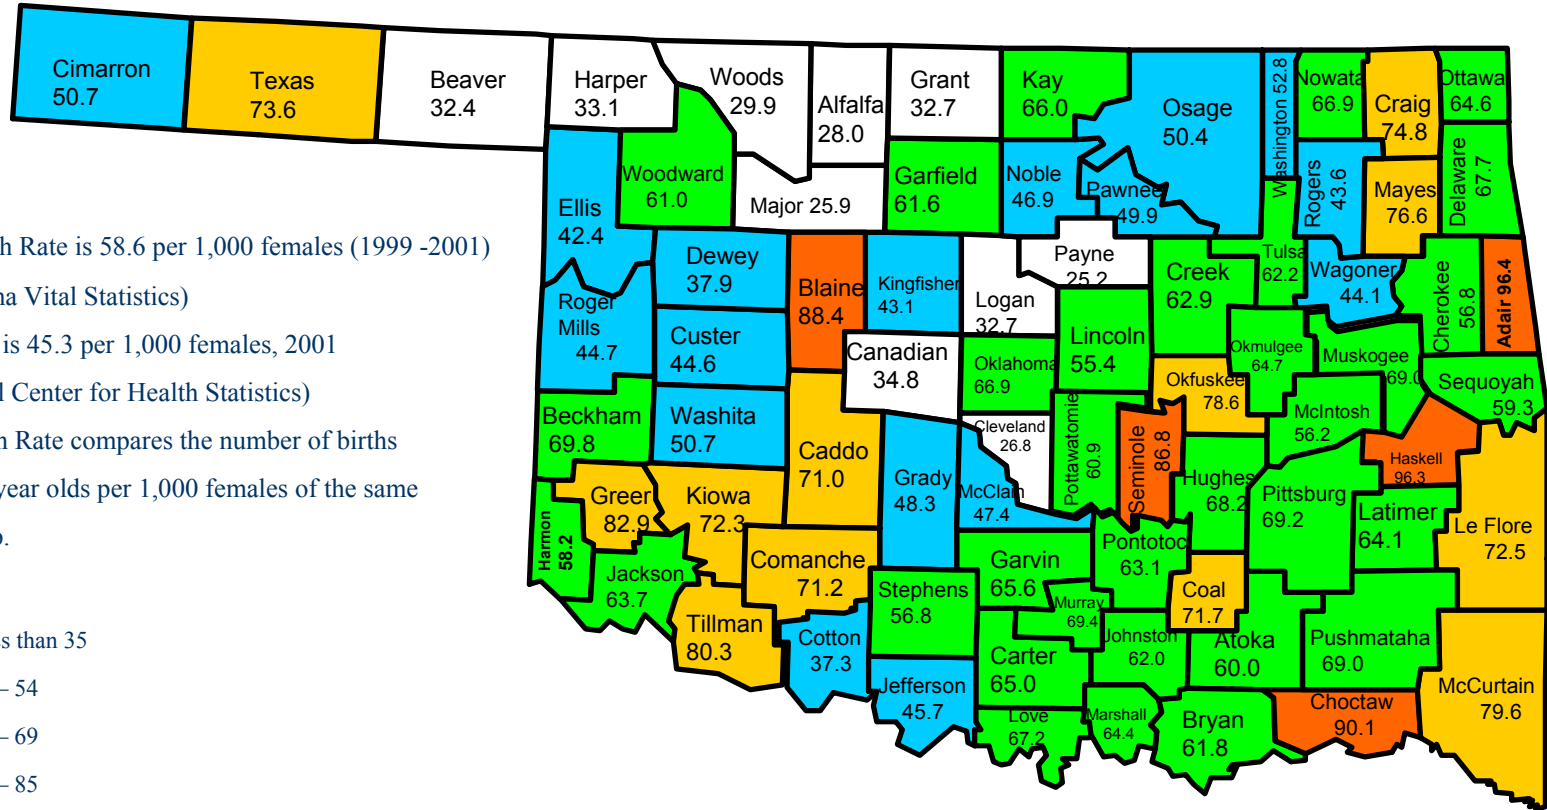 Cimarron
50.7
Texas
73.6
Beaver
32.4
Harper
33.1
Woods
29.9
Alfalfa
28.0
Grant
32.7
Kay
66.0
Osage
50.4
Washington 52.8
Nowata
66.9
Craig
74.8
Ottawa
64.6
Woodward
61.0
Major 25.9
Garfield
61.6
Noble
46.9
Pawnee
49.9
Rogers
43.6
Mayes
76.6
Delaware
67.7
Ellis
42.4
h Rate is 58.6 per 1,000 females (1999 -2001)
na Vital Statistics)
is 45.3 per 1,000 females, 2001
l Center for Health Statistics)
h Rate compares the number of births
year olds per 1,000 females of the same
.
Dewey
37.9
Blaine
88.4
Kingfisher
43.1
Logan
32.7
Payne
25.2
Creek
62.9
Tulsa
62.2
Wagoner
44.1
Cherokee
56.8
Adair 96.4
Roger
Mills
44.7
Custer
44.6
Canadian
34.8
Oklahoma
66.9
Lincoln
55.4
Okmulgee
64.7
Muskogee
69.0
Sequoyah
59.3
Beckham
69.8
Washita
50.7
Caddo
71.0
Cleveland
26.8
Pottawatomie
60.9
Seminole
86.8
Okfuskee
78.6
McIntosh
56.2
Haskell
96.3
Greer
82.9
Kiowa
72.3
Grady
48.3
McClain
47.4
Hughes
68.2
Pittsburg
69.2
Latimer
64.1
Le Flore
72.5
Harmon
58.2
Jackson
63.7
Comanche
71.2
Garvin
65.6
Pontotoc
63.1
Coal
71.7
Tillman
80.3
Stephens
56.8
Murray
69.4
Johnston
62.0
Atoka
60.0
Pushmataha
69.0
Cotton
37.3
Carter
65.0
McCurtain
79.6
Jefferson
45.7
Love
67.2
Marshall
64.4
Bryan
61.8
Choctaw
90.1
s than 35
– 54
– 69
– 85